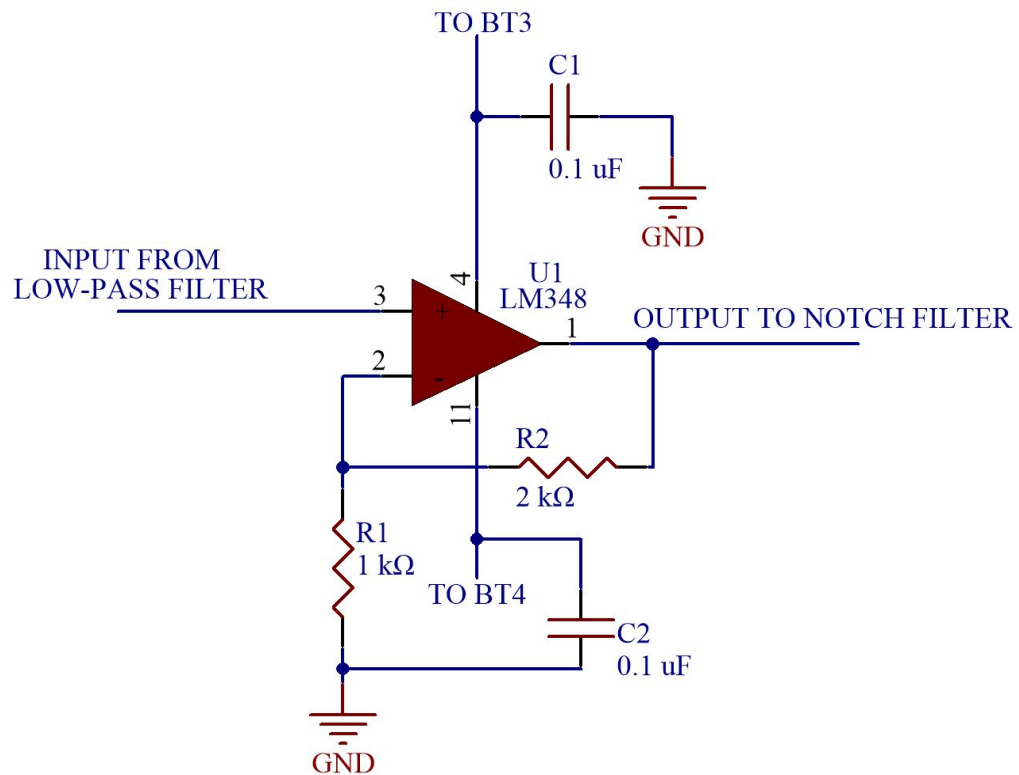 TO BT3
C1
0.1 uF
GND
INPUT FROM
LOW-PASS FILTER
3
+
4
U1
LM348
1
OUTPUT TO NOTCH FILTER
2
-
11
R2
2 kΩ
R1
1 kΩ
TO BT4
C2
0.1 uF
GND